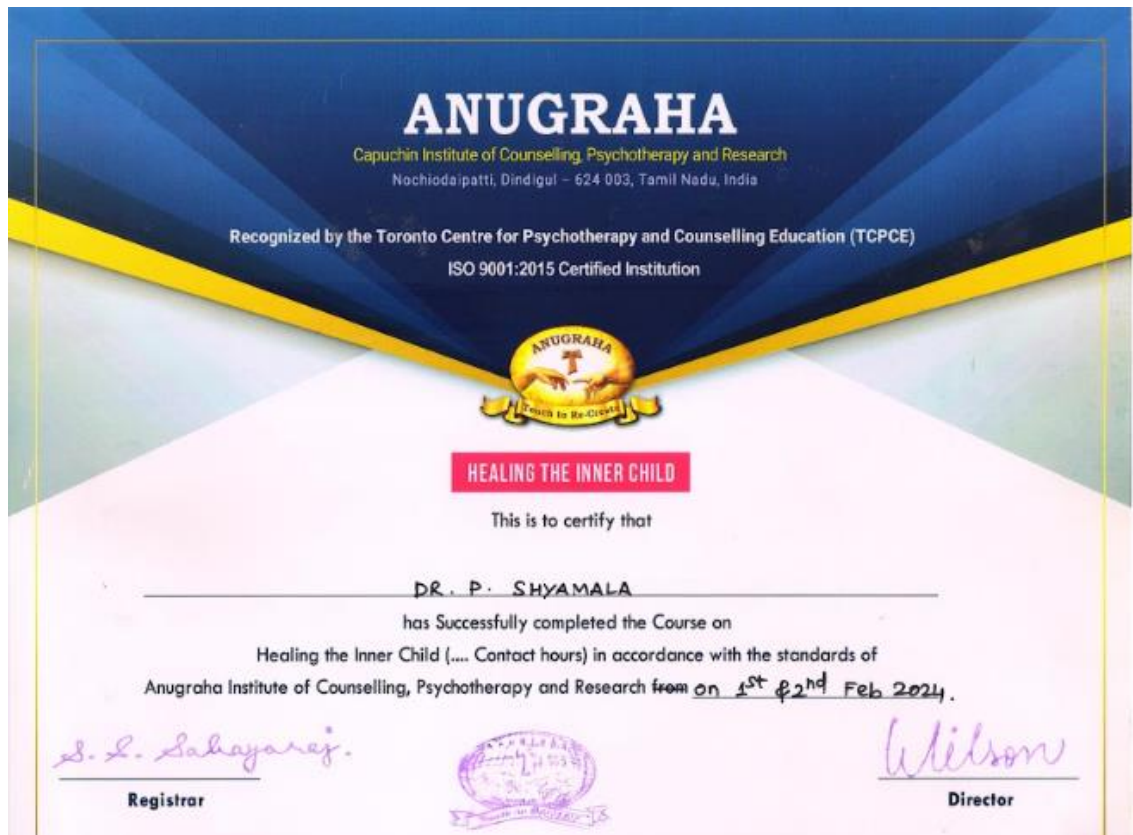 ANUGRAHA
Capuchin Institute of Counselling, Psychotherapy and Research
Nochiodaipatti, Dindigul – 624 003, Tamil Nadu, India
Recognized by the Toronto Centre for Psychotherapy and Counselling Education (TCPCE)
ISO 9001:2015 Certified Institution
ANUGRAHA
Touch to Re-Create
HEALING THE INNER CHILD
This is to certify that
DR. P. SHYAMALA
has Successfully completed the Course on
Healing the Inner Child (.... Contact hours) in accordance with the standards of
Anugraha Institute of Counselling, Psychotherapy and Research from on 1st & 2nd Feb 2024.
S. S. Sahayaraj. Wilson
Registrar Director